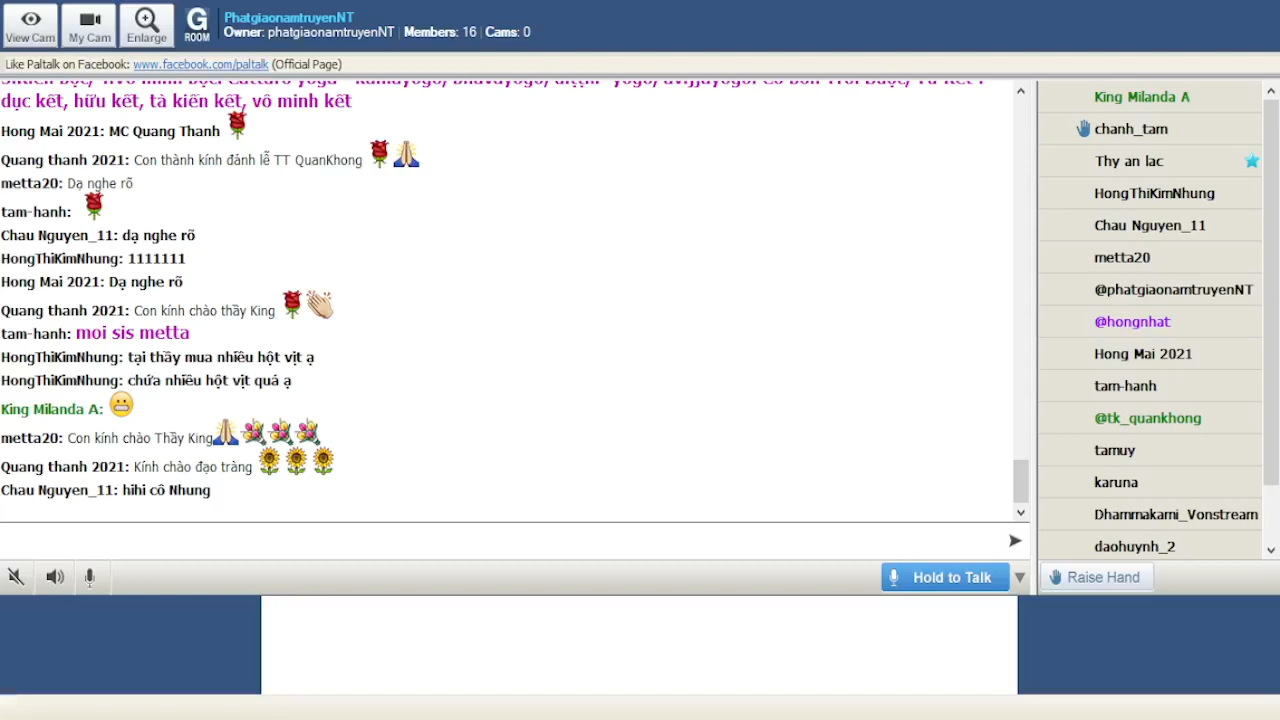 View Cam
My Cam
Enlarge
G
ROOM
PhatgiaonamtruyenNT
Owner: phatgiaonamtruyenNT | Members: 16 | Cams: 0
Like Paltalk on Facebook: www.facebook.com/paltalk (Official Page)
dục kết, hữu kết, tà kiến kết, vô minh kết
Hong Mai 2021: MC Quang Thanh
Quang thanh 2021: Con thành kính đảnh lễ TT QuanKhong
metta20: Dạ nghe rõ
tam-hanh:
Chau Nguyen_11: dạ nghe rõ
HongThiKimNhung: 1111111
Hong Mai 2021: Dạ nghe rõ
Quang thanh 2021: Con kính chào thầy King
tam-hanh: moi sis metta
HongThiKimNhung: tại thầy mua nhiều hột vịt ạ
HongThiKimNhung: chứa nhiều hột vịt quá ạ
King Milanda A:
metta20: Con kính chào Thầy King
Quang thanh 2021: Kính chào đạo tràng
Chau Nguyen_11: hihi cô Nhung
Hold to Talk
King Milanda A
chanh_tam
Thy an lac
HongThiKimNhung
Chau Nguyen_11
metta20
@phatgiaonamtruyenNT
@hongnhat
Hong Mai 2021
tam-hanh
@tk_quankhong
tamuy
karuna
Dhammakami_Vonstream
daohuynh_2
Raise Hand